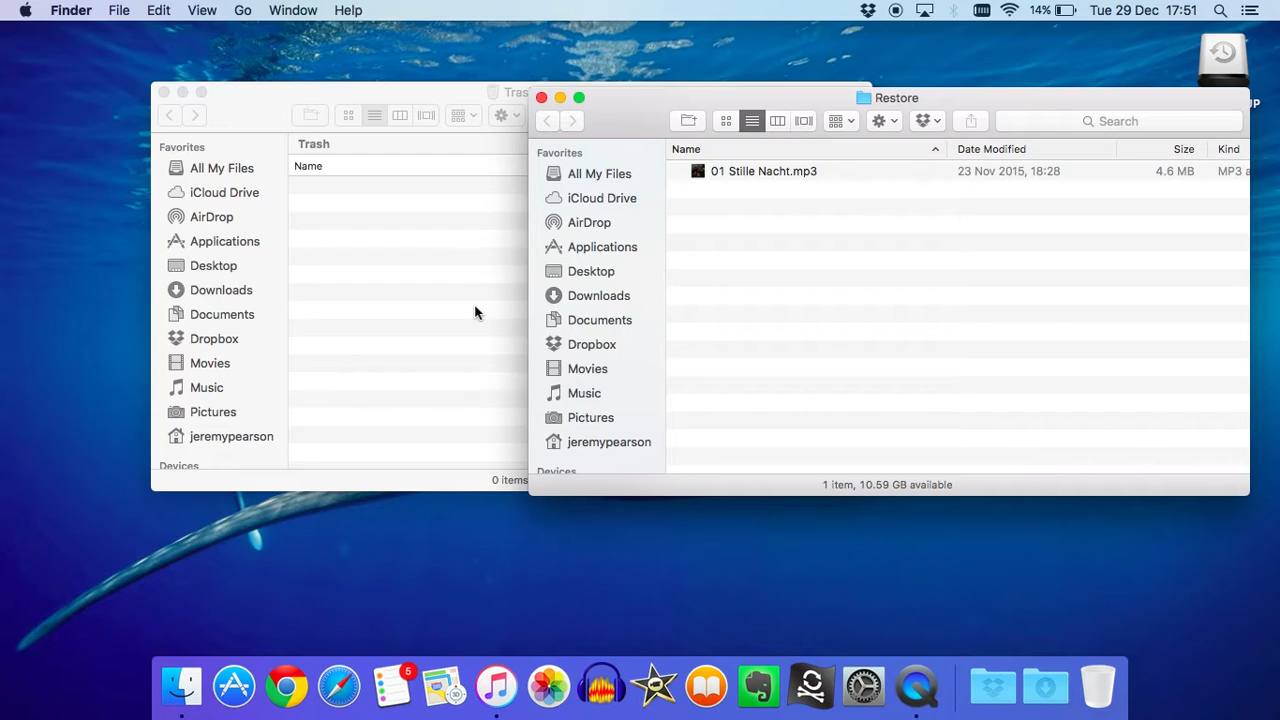 Finder File Edit View Go Window Help 14% Tue 29 Dec 17:51
Tras
Trash
Name
Favorites
All My Files
iCloud Drive
AirDrop
Applications
Desktop
Downloads
Documents
Dropbox
Movies
Music
Pictures
jeremypearson
Devices
0 items
Restore
Search
Name Date Modified Size Kind
01 Stille Nacht.mp3 23 Nov 2015, 18:28 4.6 MB MP3 a
Favorites
All My Files
iCloud Drive
AirDrop
Applications
Desktop
Downloads
Documents
Dropbox
Movies
Music
Pictures
jeremypearson
Devices
1 item, 10.59 GB available
UP
5